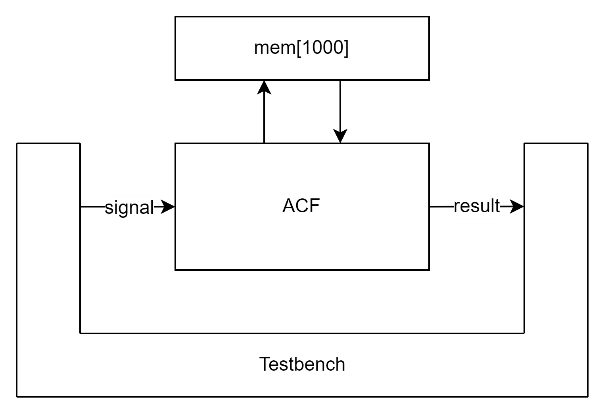 mem[1000]
signal
ACF
result
Testbench